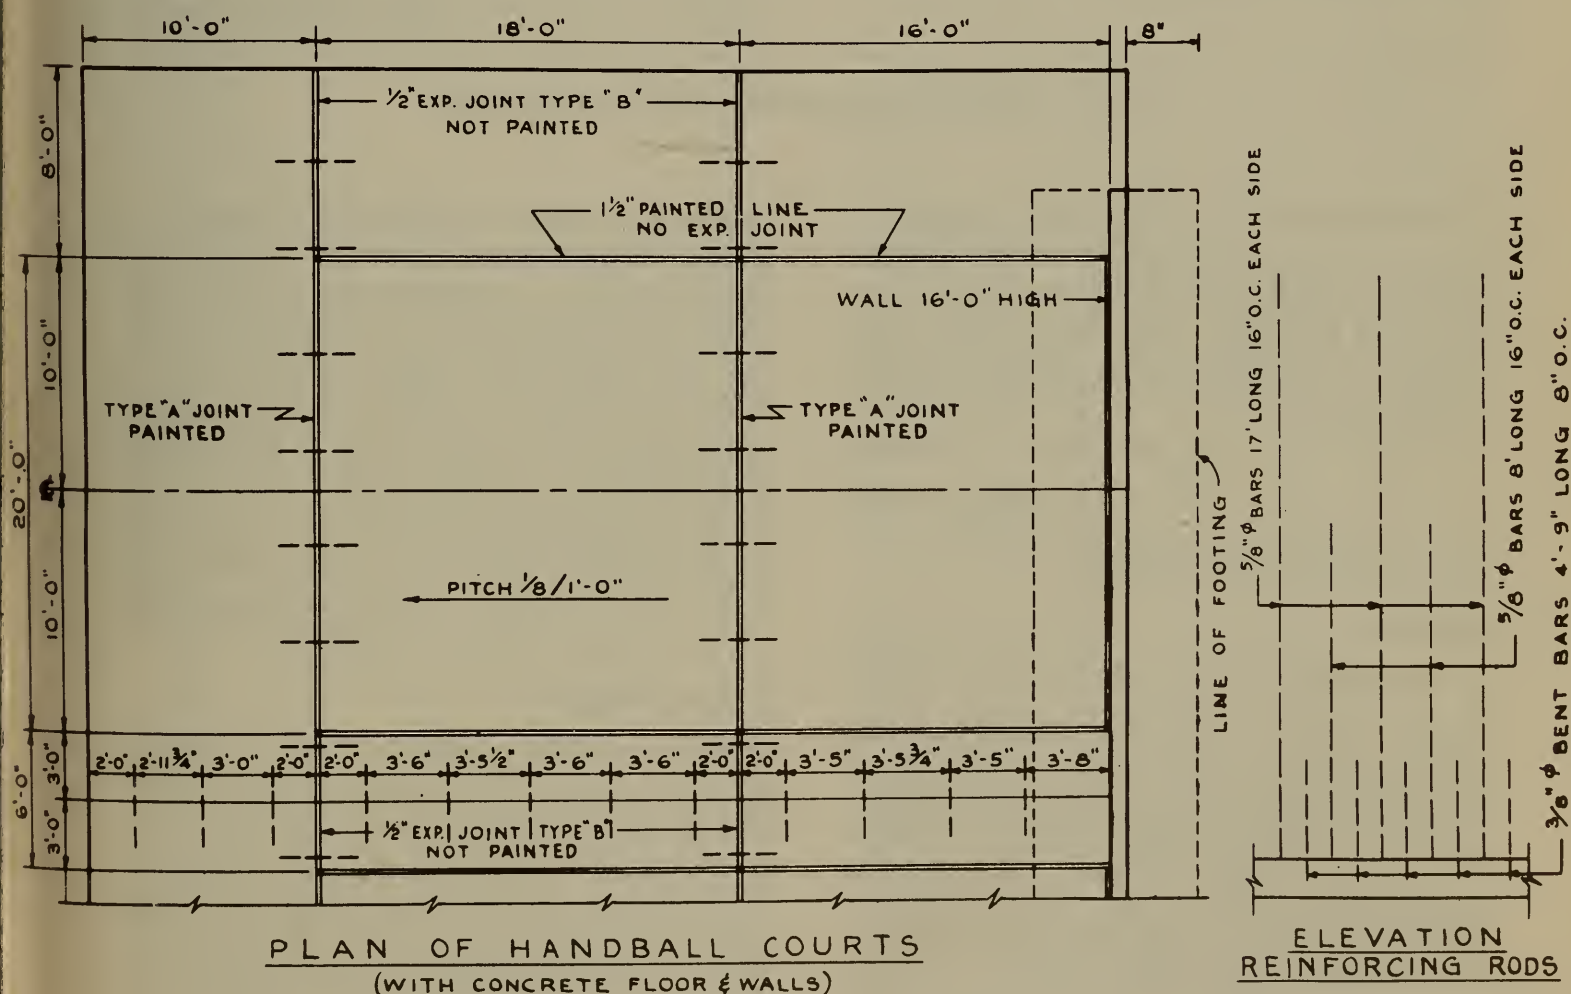 10'-0" 18'-0" 16'-0" 8"
½" EXP. JOINT TYPE "B"
NOT PAINTED
8'-0"
1½" PAINTED LINE
NO EXP. JOINT
WALL 16'-0" HIGH
10'-0"
TYPE "A" JOINT
PAINTED
TYPE "A" JOINT
PAINTED
20'-0"
10'-0"
PITCH ⅛/1'-0"
LINE OF FOOTING
2'-0" 2'-11¾" 3'-0" 2'-0" 2'-0" 3'-6" 3'-5½" 3'-6" 3'-6" 2'-0" 2'-0" 3'-5" 3'-5¾" 3'-5" 3'-8"
3'-0"
6'-0"
3'-0"
½" EXP. JOINT TYPE "B"
NOT PAINTED
PLAN OF HANDBALL COURTS
(WITH CONCRETE FLOOR & WALLS)
5/8"ϕ BARS 17' LONG 16" O.C. EACH SIDE
5/8"ϕ BARS 8' LONG 16" O.C. EACH SIDE
3/8"ϕ BENT BARS 4'-9" LONG 8" O.C.
ELEVATION
REINFORCING RODS